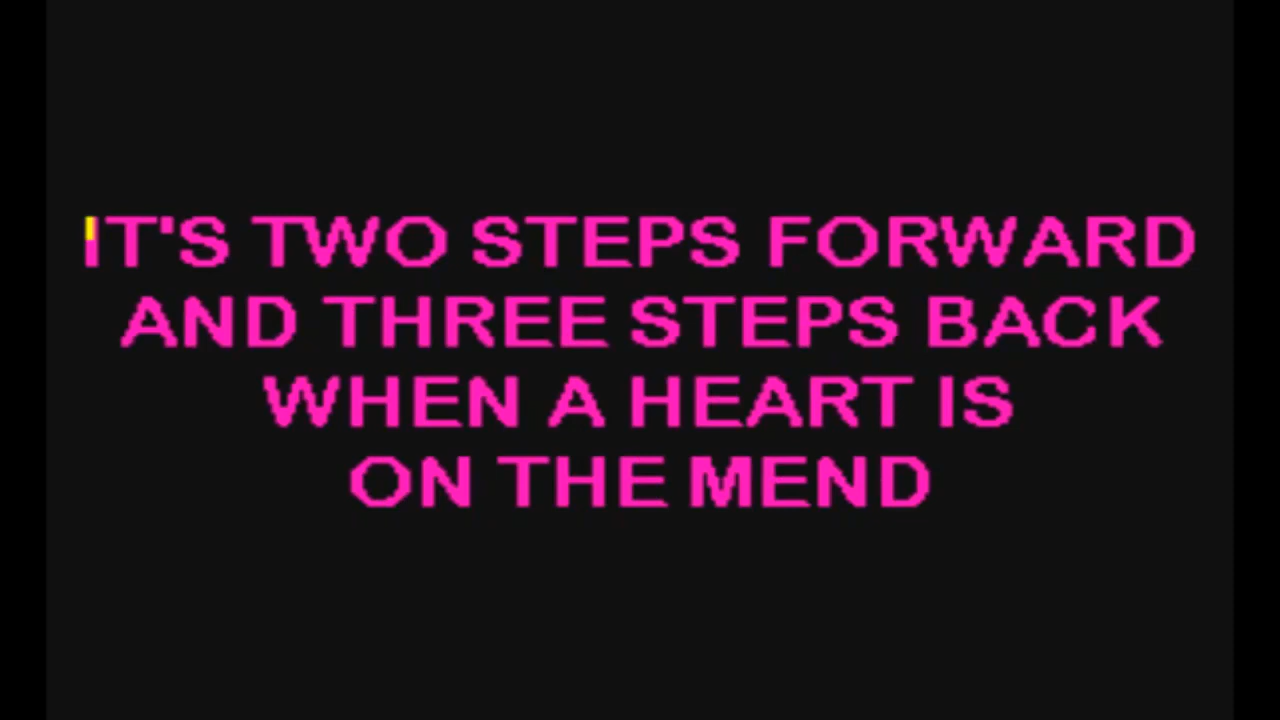 IT'S TWO STEPS FORWARD
AND THREE STEPS BACK
WHEN A HEART IS
ON THE MEND